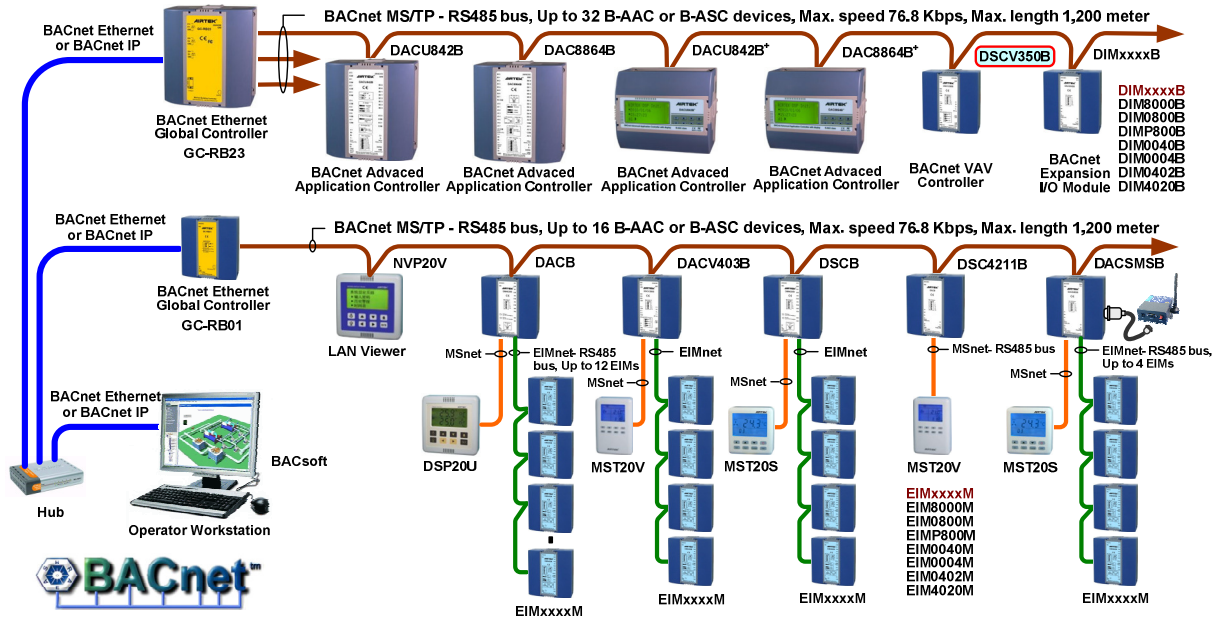 BACnet Ethernet
or BACnet IP
AIRTEK
GC-RB23
BACnet Ethernet
Global Controller
GC-RB23
BACnet MS/TP - RS485 bus, Up to 32 B-AAC or B-ASC devices, Max. speed 76.8 Kbps, Max. length 1,200 meter
DACU842B
DAC8864B
DACU842B+
DAC8864B+
DSCV350B
DIMxxxxB
AIRTEK
AIRTEK
AIRTEK
AIRTEK
BACnet Advaced
Application Controller
BACnet Advaced
Application Controller
BACnet Advaced
Application Controller
BACnet Advaced
Application Controller
BACnet VAV
Controller
BACnet
Expansion
I/O Module
DIMxxxxB
DIM8000B
DIM0800B
DIMP800B
DIM0040B
DIM0004B
DIM0402B
DIM4020B
BACnet Ethernet
or BACnet IP
BACnet Ethernet
Global Controller
GC-RB01
BACnet MS/TP - RS485 bus, Up to 16 B-AAC or B-ASC devices, Max. speed 76.8 Kbps, Max. length 1,200 meter
NVP20V
DACB
DACV403B
DSCB
DSC4211B
DACSMSB
LAN Viewer
MSnet
EIMnet- RS485
bus, Up to 12 EIMs
MSnet
EIMnet
MSnet
EIMnet
MSnet- RS485 bus
MSnet
EIMnet- RS485 bus,
Up to 4 EIMs
DSP20U
MST20V
MST20S
MST20V
MST20S
EIMxxxxM
EIM8000M
EIM0800M
EIMP800M
EIM0040M
EIM0004M
EIM0402M
EIM4020M
EIMxxxxM
EIMxxxxM
EIMxxxxM
EIMxxxxM
BACnet Ethernet
or BACnet IP
BACsoft
Hub
Operator Workstation
BACnet™